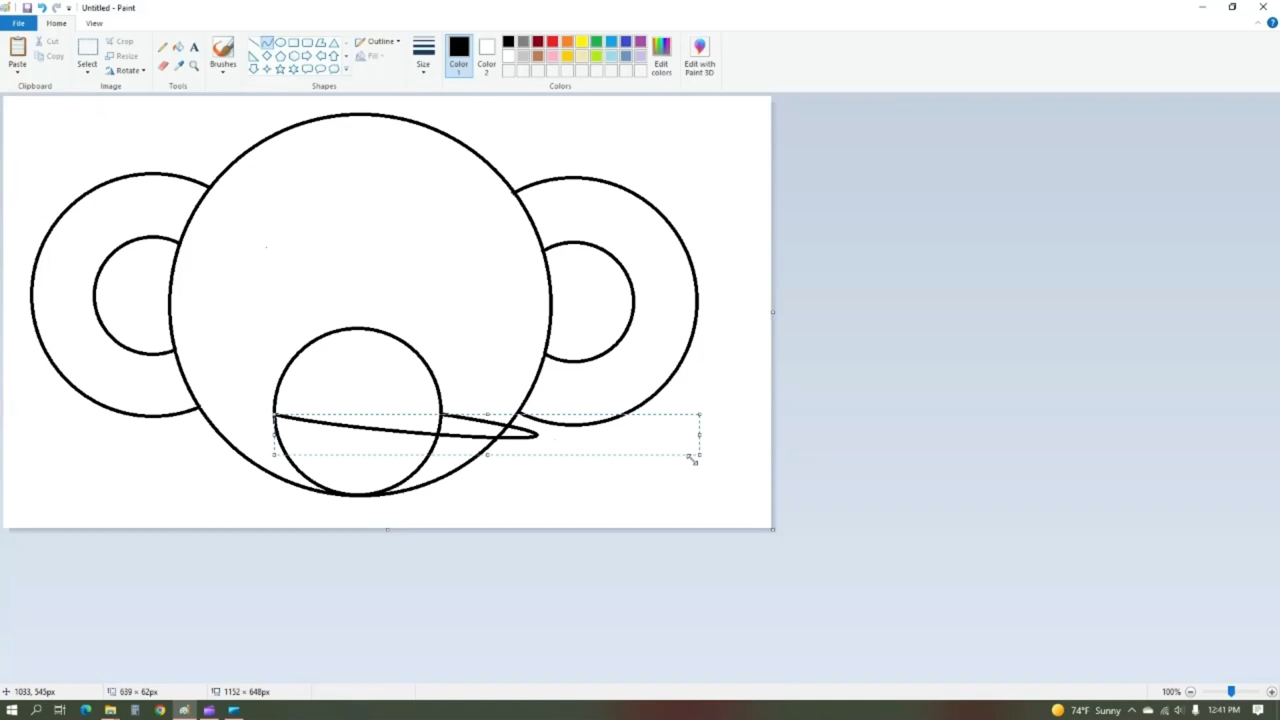 Untitled - Paint
File
Home
View
Paste
Cut
Copy
Clipboard
Select
Crop
Resize
Rotate
Image
A
Tools
Brushes
Shapes
Outline
Fill
Size
Color
1
Color
2
Edit
colors
Edit with
Paint 3D
Colors
1033, 545px
639 × 62px
1152 × 648px
100%
74°F Sunny
12:41 PM